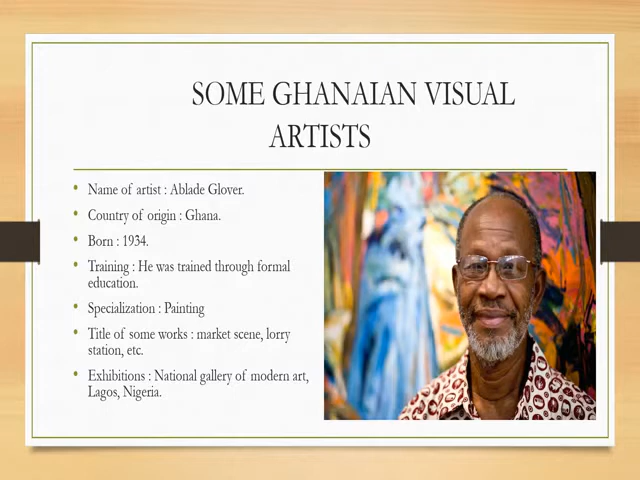 SOME GHANAIAN VISUAL
ARTISTS
• Name of artist : Ablade Glover.
• Country of origin : Ghana.
• Born : 1934.
• Training : He was trained through formal
education.
• Specialization : Painting
• Title of some works : market scene, lorry
station, etc.
• Exhibitions : National gallery of modern art,
Lagos, Nigeria.